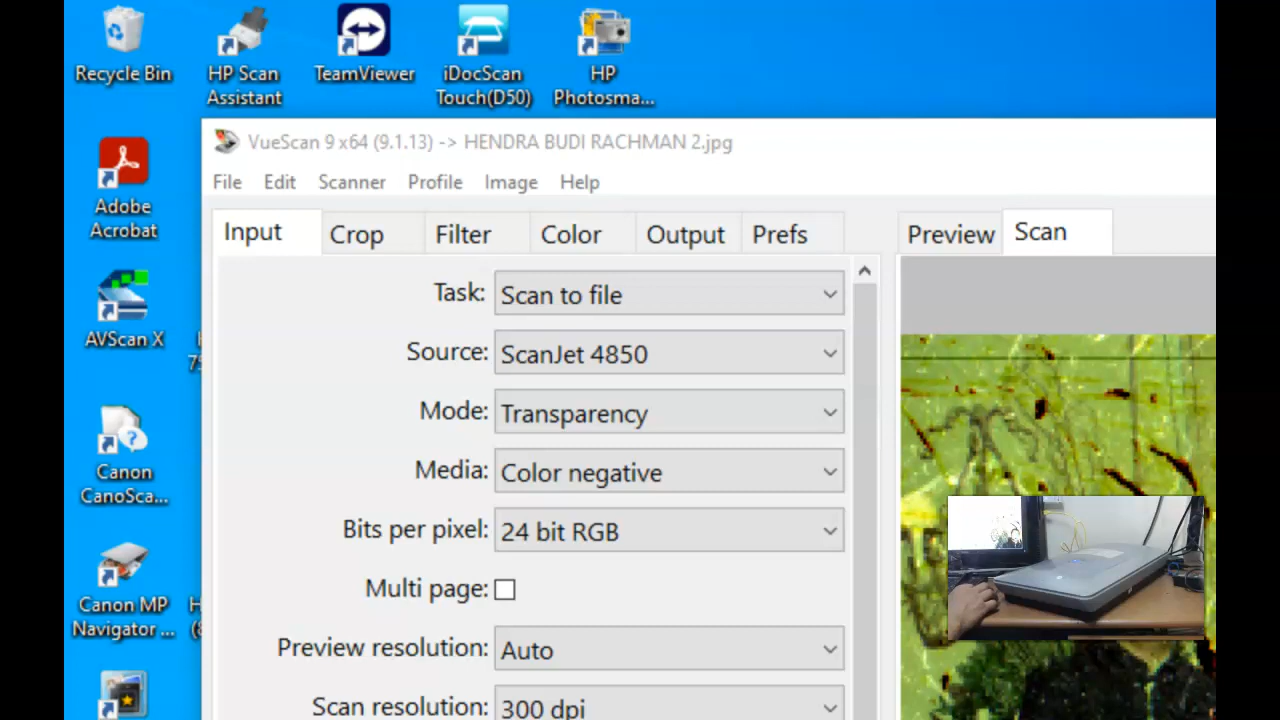 Recycle Bin
HP Scan
Assistant
TeamViewer
iDocScan
Touch(D50)
HP
Photosma...
Adobe
Acrobat
AVScan X
Canon
CanoSca...
Canon MP
Navigator ...
VueScan 9 x64 (9.1.13) -> HENDRA BUDI RACHMAN 2.jpg
File Edit Scanner Profile Image Help
Input Crop Filter Color Output Prefs Preview Scan
Task: Scan to file
Source: ScanJet 4850
Mode: Transparency
Media: Color negative
Bits per pixel: 24 bit RGB
Multi page:
Preview resolution: Auto
Scan resolution: 300 dpi